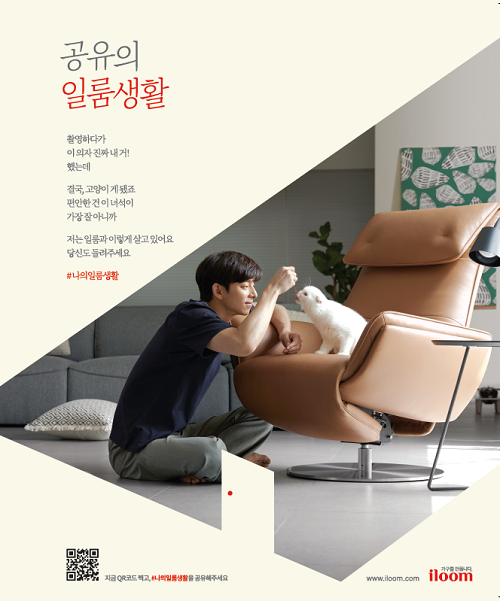 공유의
일룸생활
촬영하다가
이 의자 진짜 내 거!
했는데
결국, 고양이 게 됐죠
편안한 건 이 녀석이
가장 잘 아니까
저는 일룸과 이렇게 살고 있어요
당신도 들려주세요
#나의일룸생활
지금 QR코드 찍고, #나의일룸생활을 공유해주세요
www.iloom.com
가구를 만듭니다.
iloom